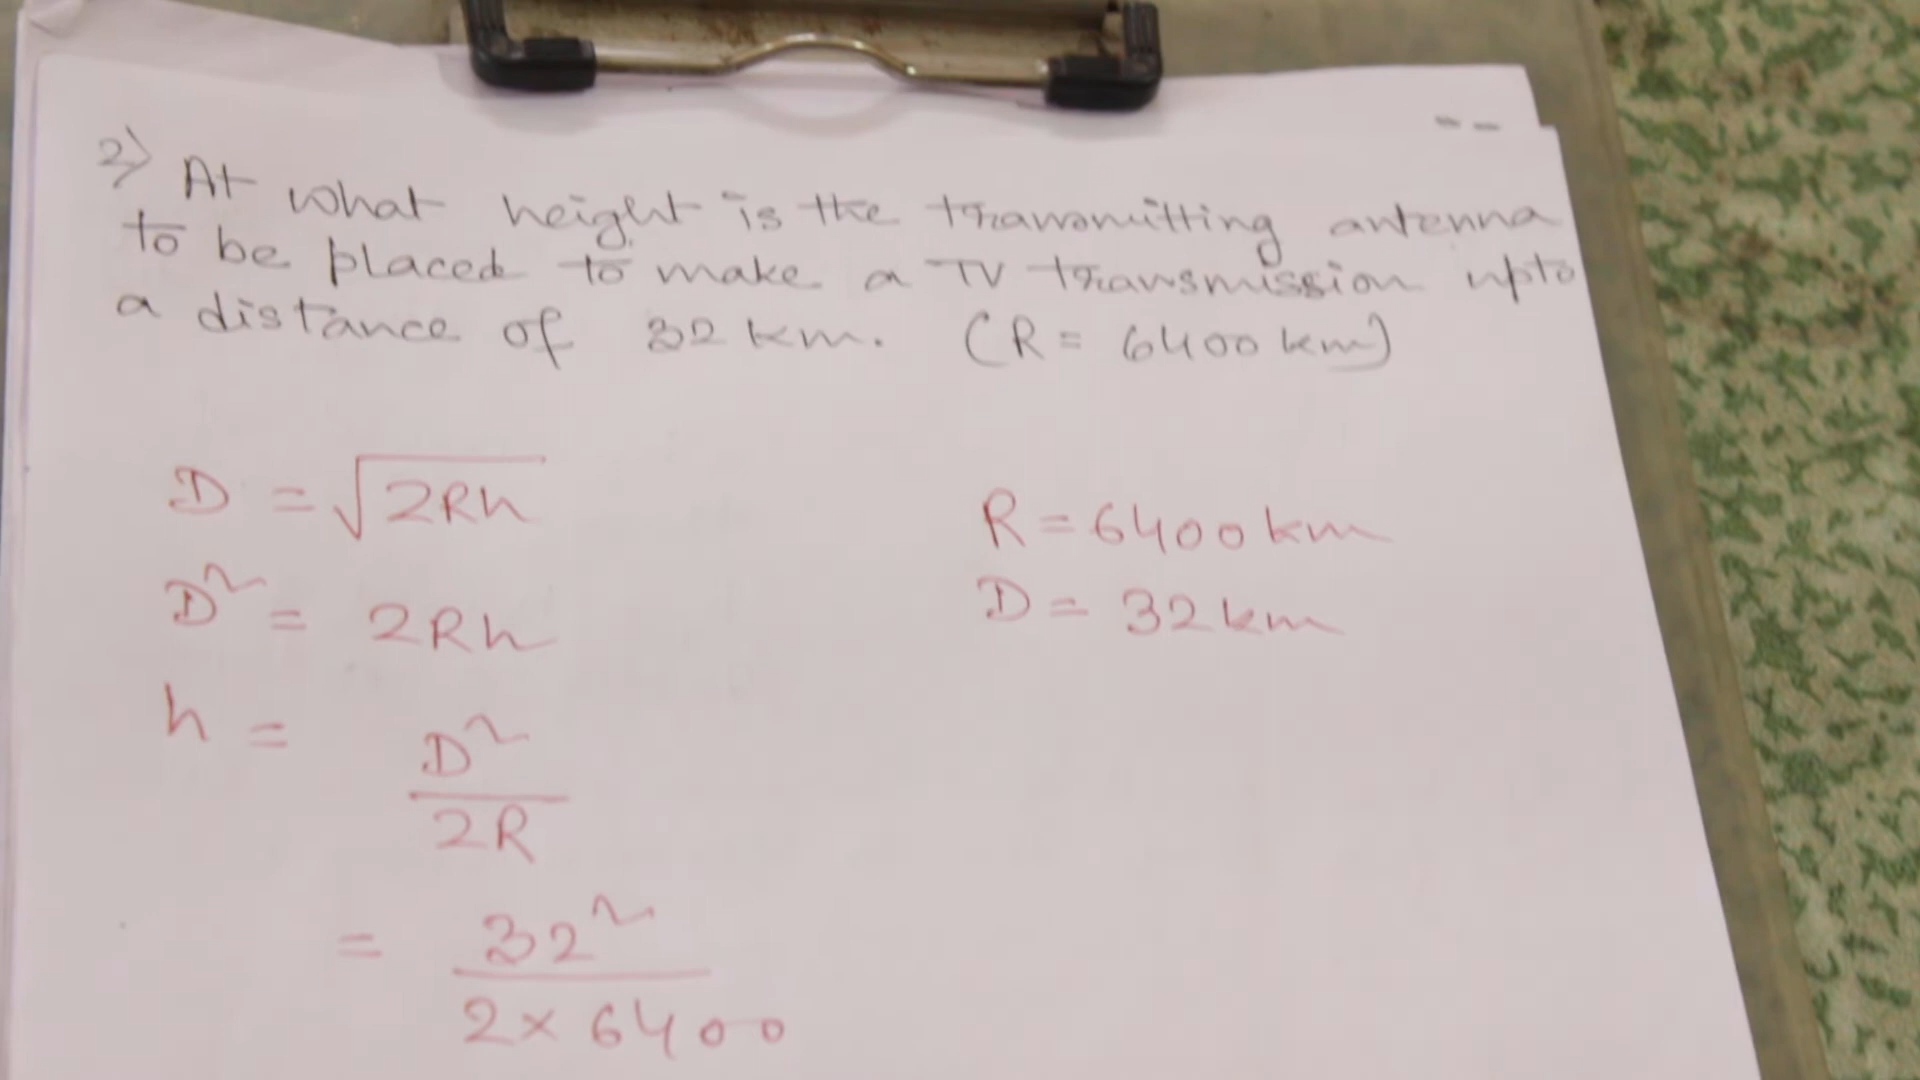 2) At what height is the transmitting antenna
to be placed to make a TV transmission upto
a distance of 32 km. (R = 6400 km)
D = √2Rh
R = 6400 km
D² = 2Rh
D = 32 km
h = D²/2R
= 32²/2 × 6400